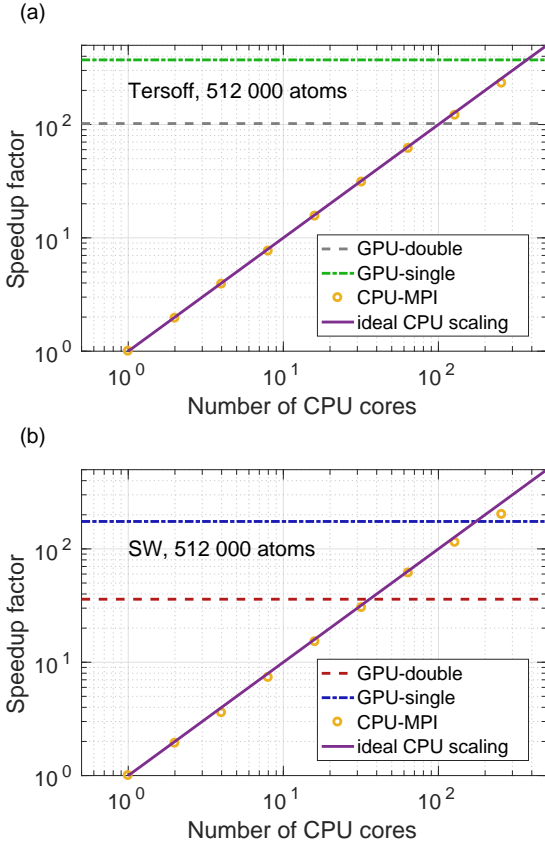 (a)
Speedup factor
10^2
10^1
10^0
Tersoff, 512 000 atoms
GPU-double
GPU-single
CPU-MPI
ideal CPU scaling
10^0 10^1 10^2
Number of CPU cores
(b)
Speedup factor
10^2
10^1
10^0
SW, 512 000 atoms
GPU-double
GPU-single
CPU-MPI
ideal CPU scaling
10^0 10^1 10^2
Number of CPU cores